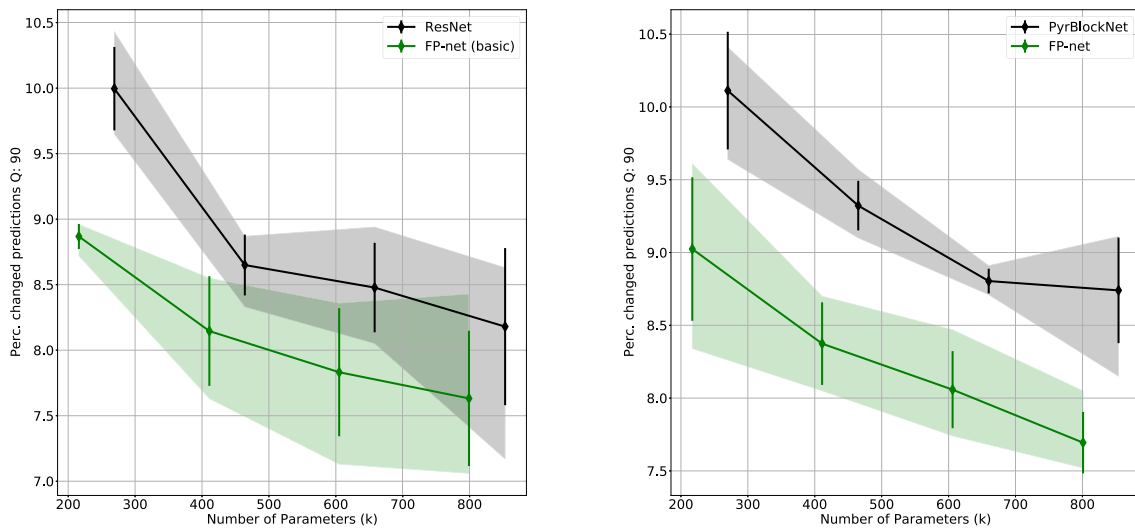 10.5
10.0
9.5
9.0
8.5
8.0
7.5
7.0
Perc. changed predictions Q: 90
200 300 400 500 600 700 800
Number of Parameters (k)
ResNet
FP-net (basic)
10.5
10.0
9.5
9.0
8.5
8.0
7.5
Perc. changed predictions Q: 90
200 300 400 500 600 700 800
Number of Parameters (k)
PyrBlockNet
FP-net